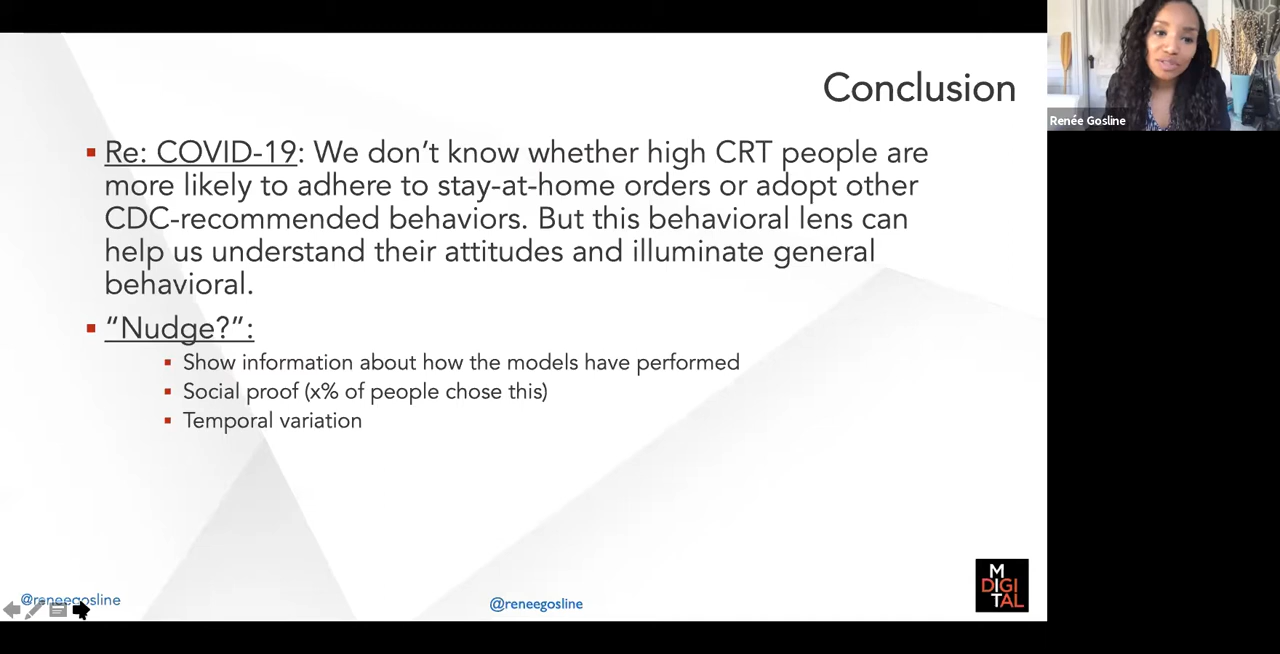 Conclusion
Renée Gosline
Re: COVID-19: We don’t know whether high CRT people are
more likely to adhere to stay-at-home orders or adopt other
CDC-recommended behaviors. But this behavioral lens can
help us understand their attitudes and illuminate general
behavioral.
“Nudge?”:
Show information about how the models have performed
Social proof (x% of people chose this)
Temporal variation
@reneegosline
@reneegosline
M
DIGI
TAL